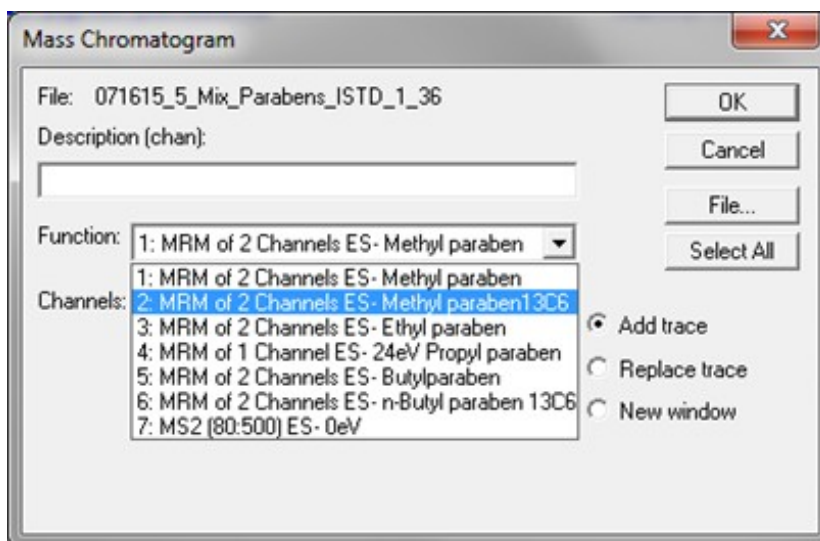 Mass Chromatogram
File: 071615_5_Mix_Parabens_ISTD_1_36
OK
Description (chan):
Cancel
File...
Function: 1: MRM of 2 Channels ES- Methyl paraben
Select All
1: MRM of 2 Channels ES- Methyl paraben
Channels: 2: MRM of 2 Channels ES- Methyl paraben13C6
3: MRM of 2 Channels ES- Ethyl paraben
Add trace
4: MRM of 1 Channel ES- 24eV Propyl paraben
5: MRM of 2 Channels ES- Butylparaben
Replace trace
6: MRM of 2 Channels ES- n-Butyl paraben 13C6
New window
7: MS2 (80:500) ES- 0eV